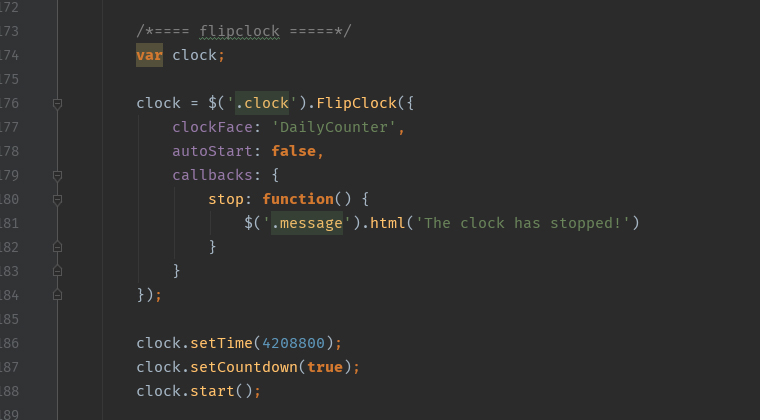 172
173 /*==== flipclock =====*/
174 var clock;
175
176 clock = $('.clock').FlipClock({
177 clockFace: 'DailyCounter',
178 autoStart: false,
179 callbacks: {
180 stop: function() {
181 $('.message').html('The clock has stopped!')
182 }
183 }
184 });
185
186 clock.setTime(4208800);
187 clock.setCountdown(true);
188 clock.start();
189